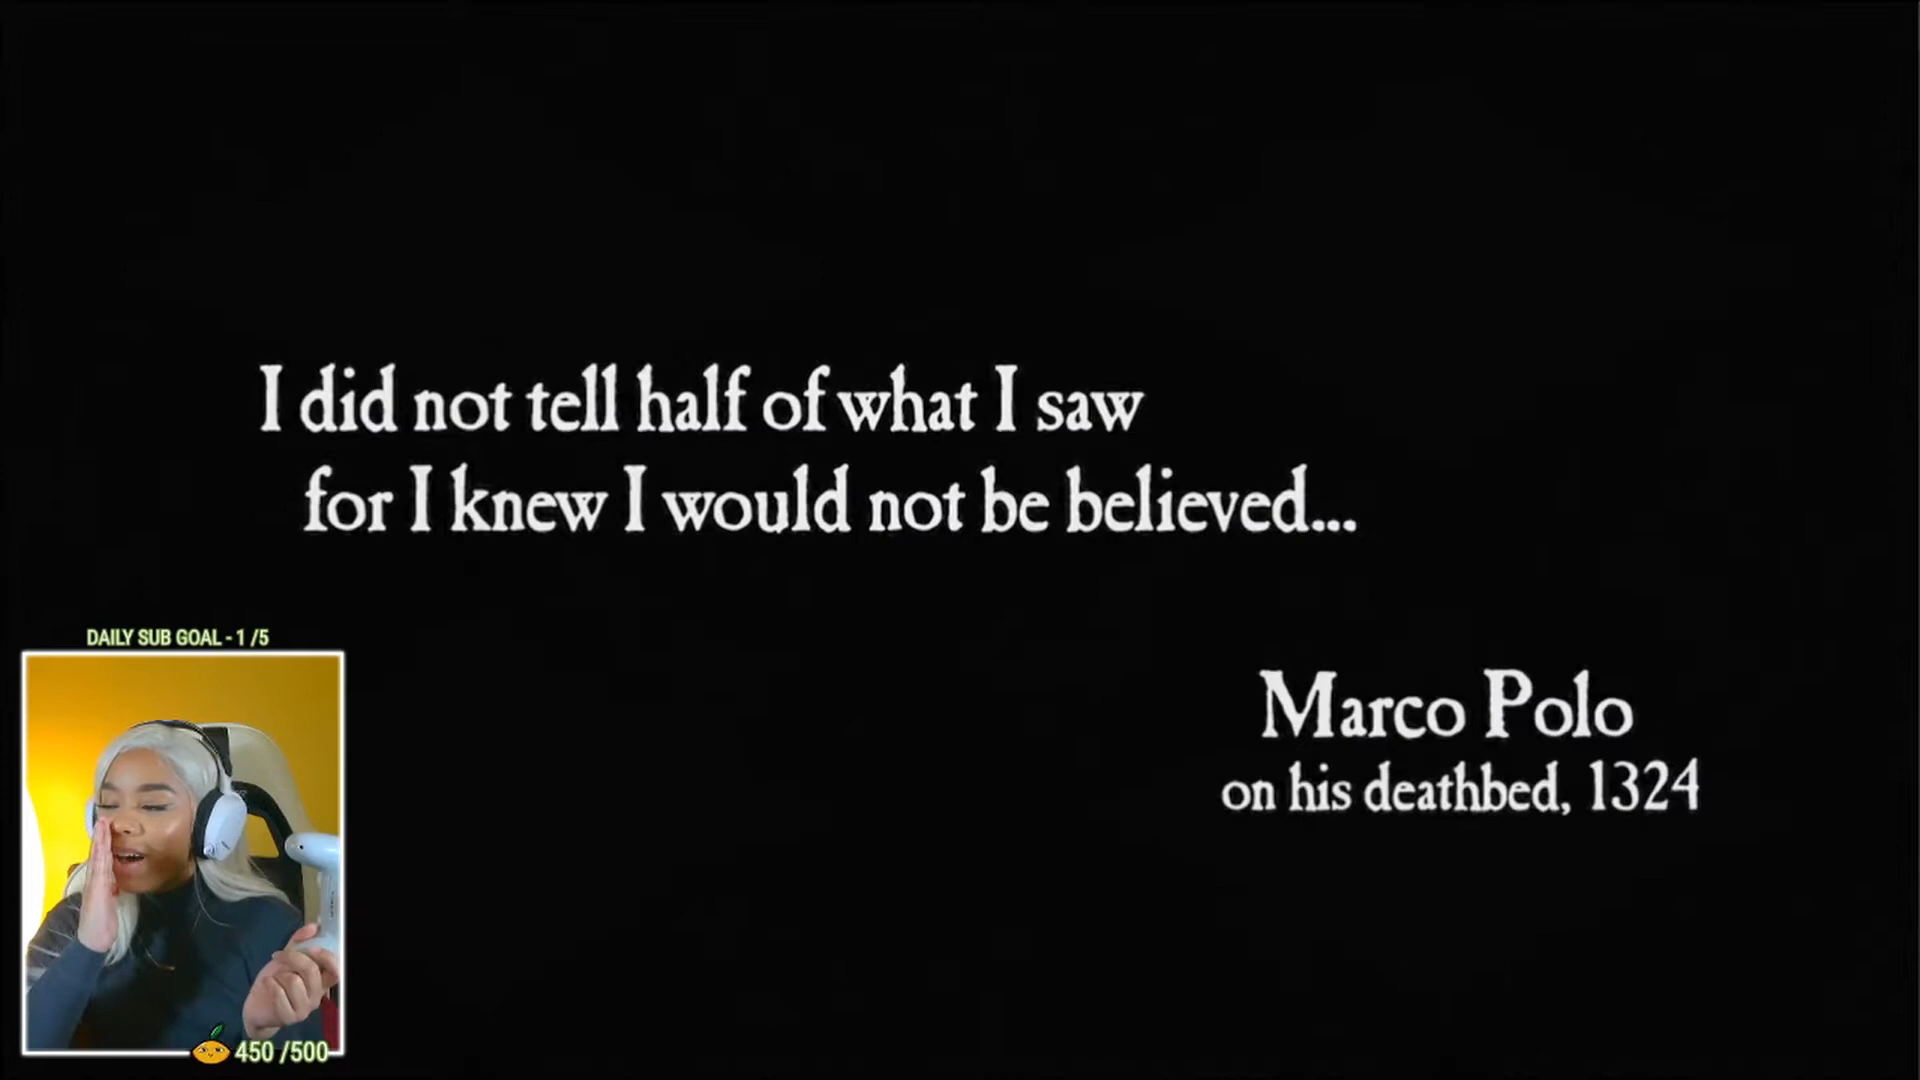 I did not tell half of what I saw
for I knew I would not be believed...
Marco Polo
on his deathbed, 1324
DAILY SUB GOAL - 1 /5
450 /500